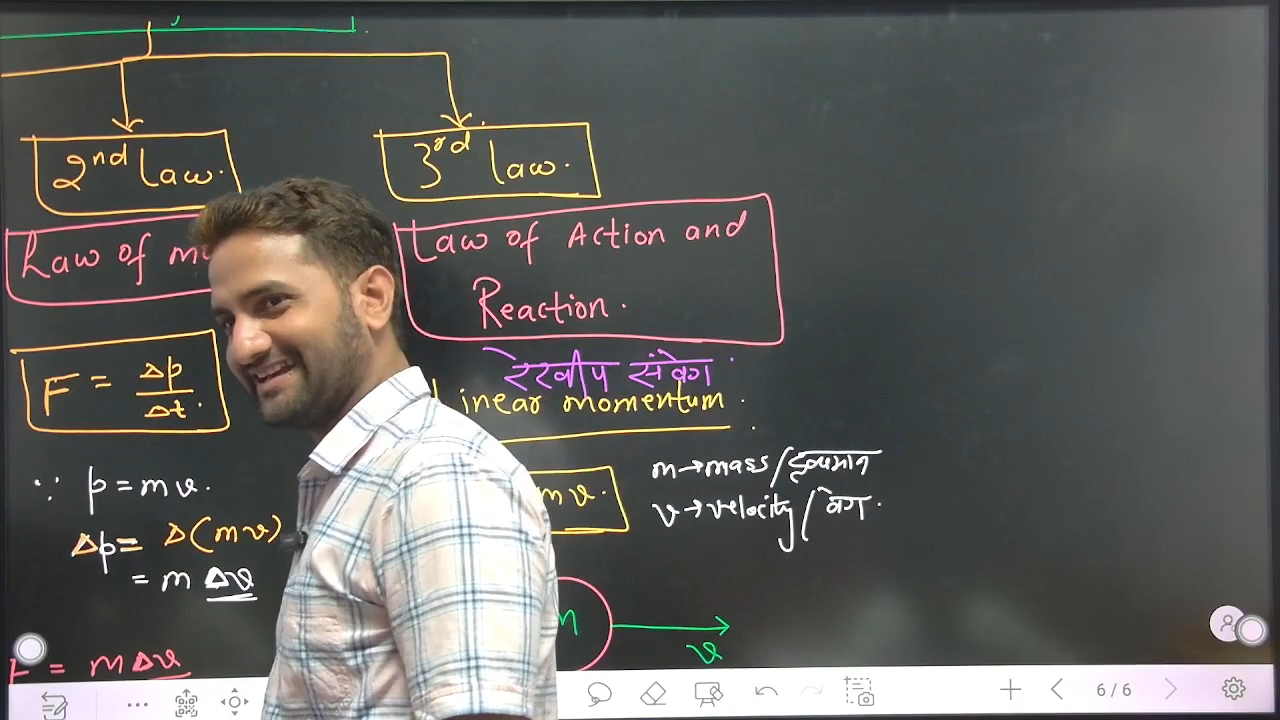 2nd Law.
3rd Law.
Law of
Law of Action and
Reaction.
F = Δp/Δt.
रेखीय संवेग
inear momentum.
∵ p = mv.
mv.
m→mass/द्रव्यमान
v→velocity/वेग.
Δp = Δ(mv)
= m Δv
m
v
F = m Δv
6/6